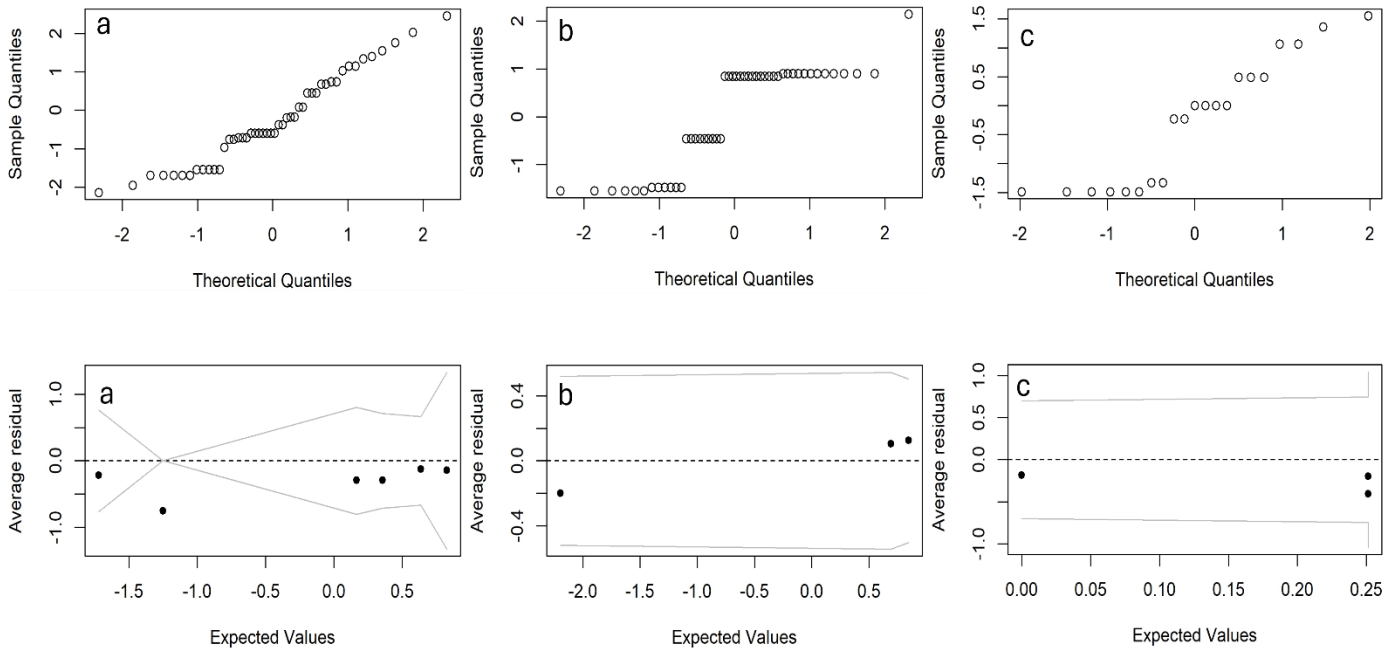 a
Sample Quantiles
2
1
0
-1
-2
-2 -1 0 1 2
Theoretical Quantiles
b
Sample Quantiles
2
1
0
-1
-2 -1 0 1 2
Theoretical Quantiles
c
Sample Quantiles
1.5
0.5
-0.5
-1.5
-2 -1 0 1 2
Theoretical Quantiles
a
Average residual
1.0
0.0
-1.0
-1.5 -1.0 -0.5 0.0 0.5
Expected Values
b
Average residual
0.4
0.0
-0.4
-2.0 -1.5 -1.0 -0.5 0.0 0.5
Expected Values
c
Average residual
1.0
0.5
0.0
-1.0
0.00 0.05 0.10 0.15 0.20 0.25
Expected Values